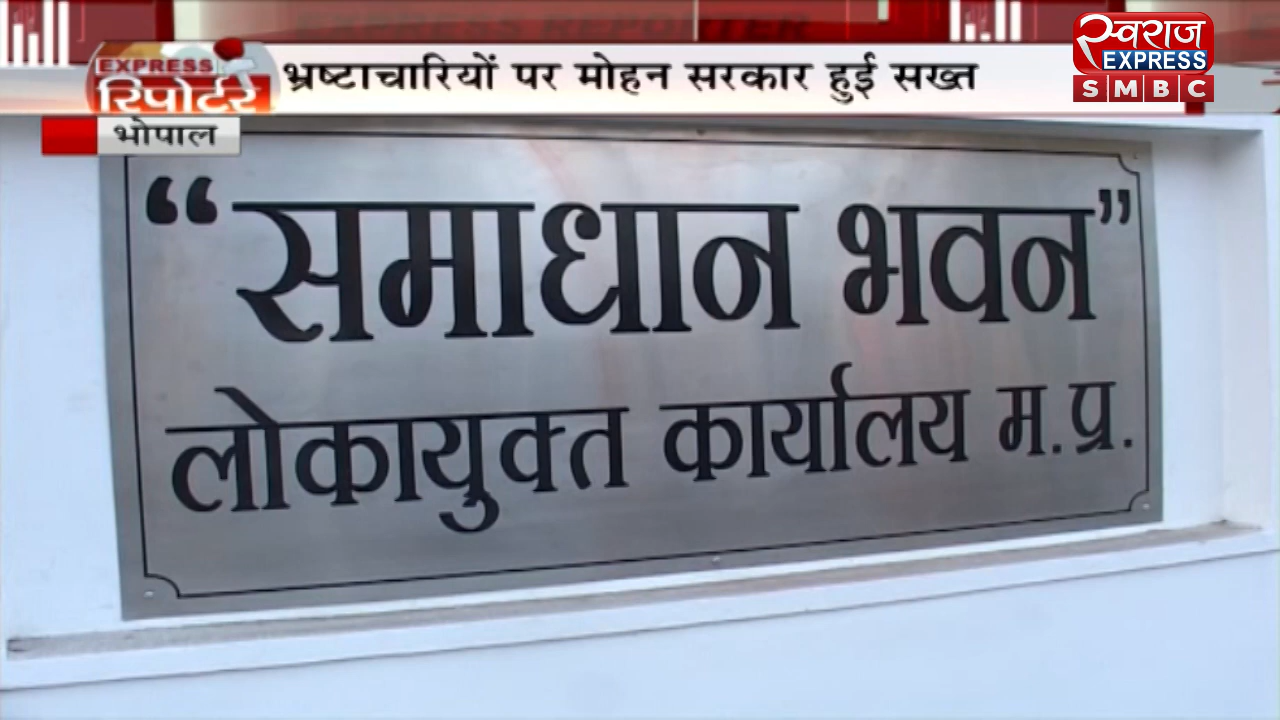 EXPRESS
रिपोर्टर
भ्रष्टाचारियों पर मोहन सरकार हुई सख्त
स्वराज
EXPRESS
SMBC
भोपाल
“समाधान भवन”
लोकायुक्त कार्यालय म.प्र.